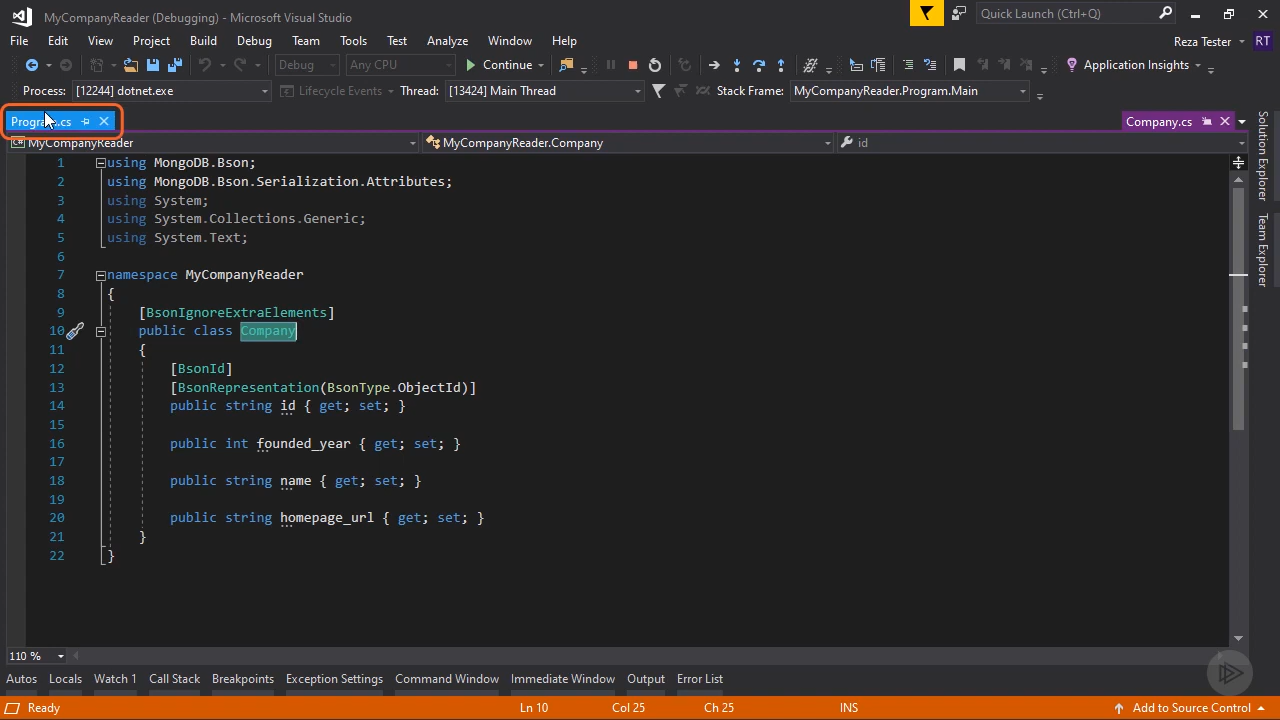 MyCompanyReader (Debugging) - Microsoft Visual Studio
Quick Launch (Ctrl+Q)
File Edit View Project Build Debug Team Tools Test Analyze Window Help
Reza Tester RT
Debug Any CPU Continue Application Insights
Process: [12244] dotnet.exe Lifecycle Events Thread: [13424] Main Thread Stack Frame: MyCompanyReader.Program.Main
Program.cs Company.cs
MyCompanyReader MyCompanyReader.Company id
1 using MongoDB.Bson;
2 using MongoDB.Bson.Serialization.Attributes;
3 using System;
4 using System.Collections.Generic;
5 using System.Text;
6
7 namespace MyCompanyReader
8 {
9 [BsonIgnoreExtraElements]
10 public class Company
11 {
12 [BsonId]
13 [BsonRepresentation(BsonType.ObjectId)]
14 public string id { get; set; }
15
16 public int founded_year { get; set; }
17
18 public string name { get; set; }
19
20 public string homepage_url { get; set; }
21 }
22 }
Solution Explorer
Team Explorer
110 %
Autos Locals Watch 1 Call Stack Breakpoints Exception Settings Command Window Immediate Window Output Error List
Ready Ln 10 Col 25 Ch 25 INS Add to Source Control